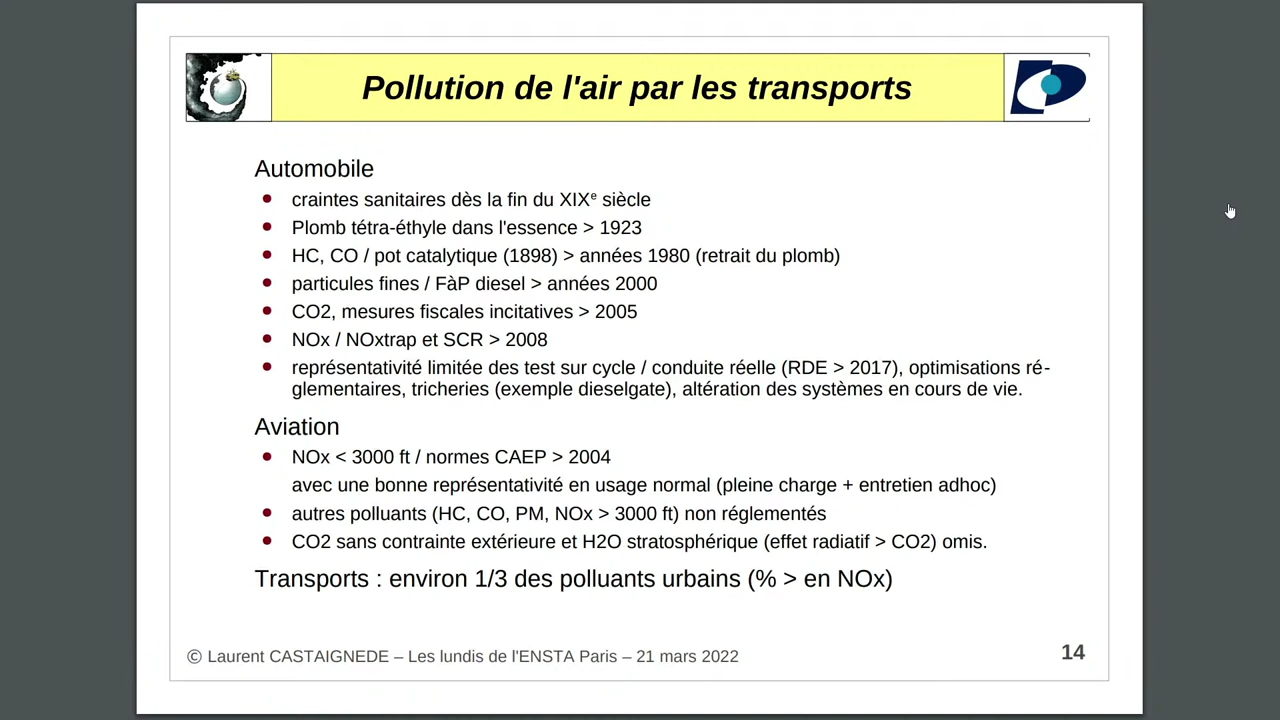 Pollution de l'air par les transports
Automobile
craintes sanitaires dès la fin du XIXe siècle
Plomb tétra-éthyle dans l'essence > 1923
HC, CO / pot catalytique (1898) > années 1980 (retrait du plomb)
particules fines / FàP diesel > années 2000
CO2, mesures fiscales incitatives > 2005
NOx / NOxtrap et SCR > 2008
représentativité limitée des test sur cycle / conduite réelle (RDE > 2017), optimisations ré-
glementaires, tricheries (exemple dieselgate), altération des systèmes en cours de vie.
Aviation
NOx < 3000 ft / normes CAEP > 2004
avec une bonne représentativité en usage normal (pleine charge + entretien adhoc)
autres polluants (HC, CO, PM, NOx > 3000 ft) non réglementés
CO2 sans contrainte extérieure et H2O stratosphérique (effet radiatif > CO2) omis.
Transports : environ 1/3 des polluants urbains (% > en NOx)
© Laurent CASTAIGNEDE – Les lundis de l'ENSTA Paris – 21 mars 2022
14